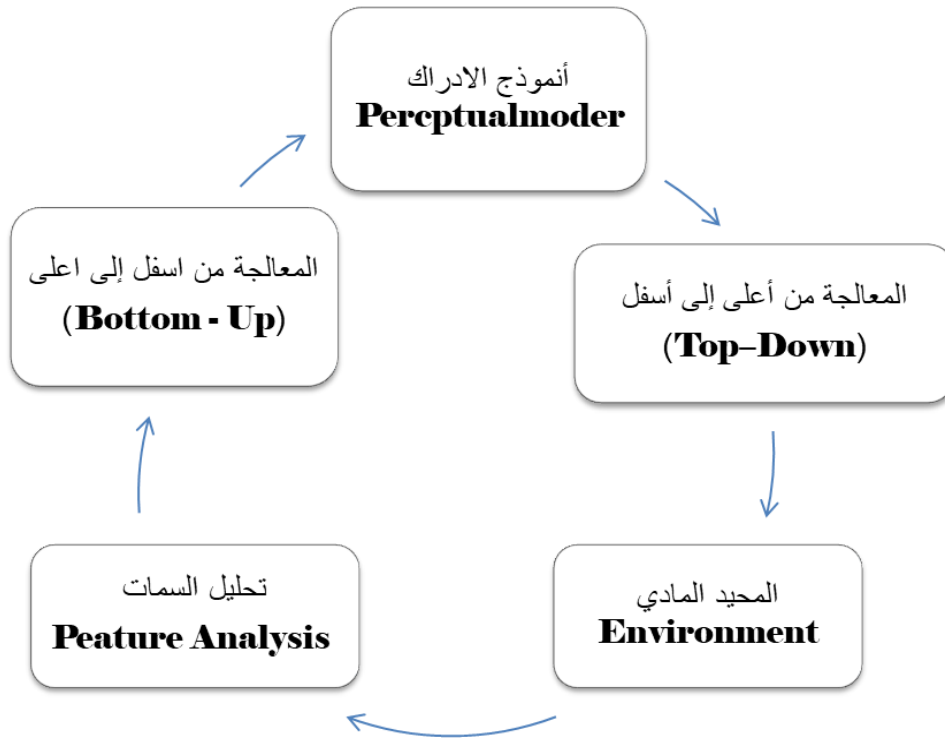 أنموذج الادراك
Percptualmoder
المعالجة من أعلى إلى أسفل
(Top–Down)
المحيد المادي
Environment
تحليل السمات
Peature Analysis
المعالجة من اسفل إلى اعلى
(Bottom - Up)